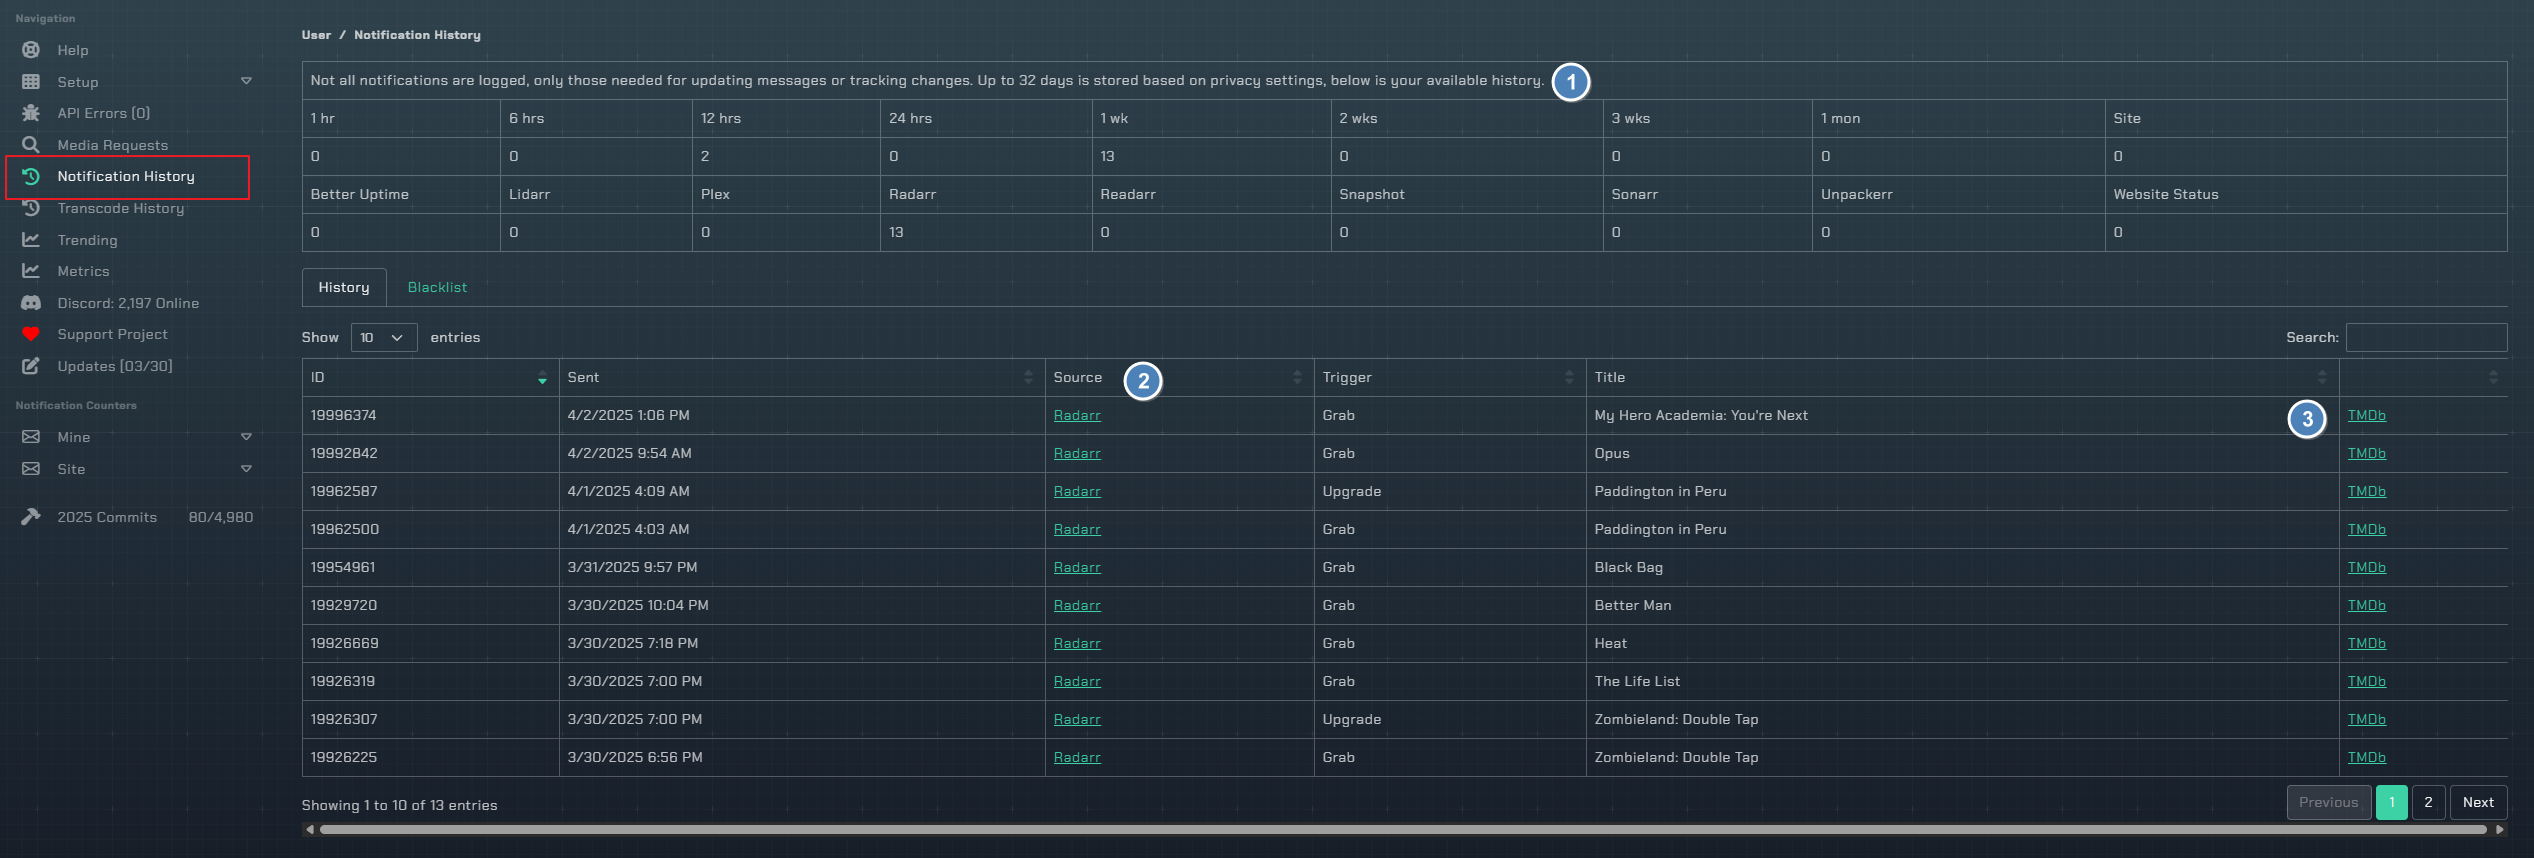 Navigation
Help
Setup
API Errors (0)
Media Requests
Notification History
Transcode History
Trending
Metrics
Discord: 2,197 Online
Support Project
Updates [03/30]
Notification Counters
Mine
Site
2025 Commits 80/4,980
User / Notification History
Not all notifications are logged, only those needed for updating messages or tracking changes. Up to 32 days is stored based on privacy settings, below is your available history. 1
1 hr 6 hrs 12 hrs 24 hrs 1 wk 2 wks 3 wks 1 mon Site
0 0 2 0 13 0 0 0 0
Better Uptime Lidarr Plex Radarr Readarr Snapshot Sonarr Unpackerr Website Status
0 0 0 13 0 0 0 0 0
History Blacklist
Show 10 entries Search:
ID Sent Source 2 Trigger Title
19996374 4/2/2025 1:06 PM Radarr Grab My Hero Academia: You're Next 3 TMDb
19992842 4/2/2025 9:54 AM Radarr Grab Opus TMDb
19962587 4/1/2025 4:09 AM Radarr Upgrade Paddington in Peru TMDb
19962500 4/1/2025 4:03 AM Radarr Grab Paddington in Peru TMDb
19954961 3/31/2025 9:57 PM Radarr Grab Black Bag TMDb
19929720 3/30/2025 10:04 PM Radarr Grab Better Man TMDb
19926669 3/30/2025 7:18 PM Radarr Grab Heat TMDb
19926319 3/30/2025 7:00 PM Radarr Grab The Life List TMDb
19926307 3/30/2025 7:00 PM Radarr Upgrade Zombieland: Double Tap TMDb
19926225 3/30/2025 6:56 PM Radarr Grab Zombieland: Double Tap TMDb
Showing 1 to 10 of 13 entries Previous 1 2 Next